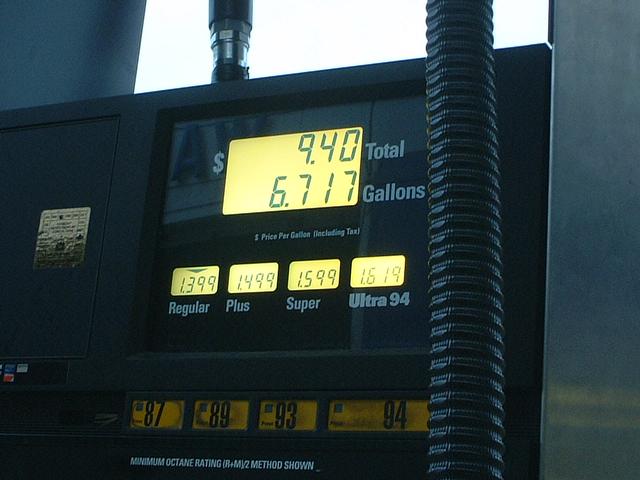 $ 9.40 Total
6.717 Gallons
$ Price Per Gallon (Including Tax)
1.399 1.499 1.599 1.619
Regular Plus Super Ultra 94
87 89 93 94
MINIMUM OCTANE RATING (R+M)/2 METHOD SHOWN